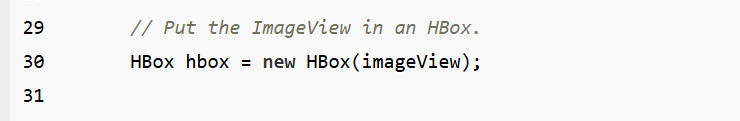 29 // Put the ImageView in an HBox.
30 HBox hbox = new HBox(imageView);
31